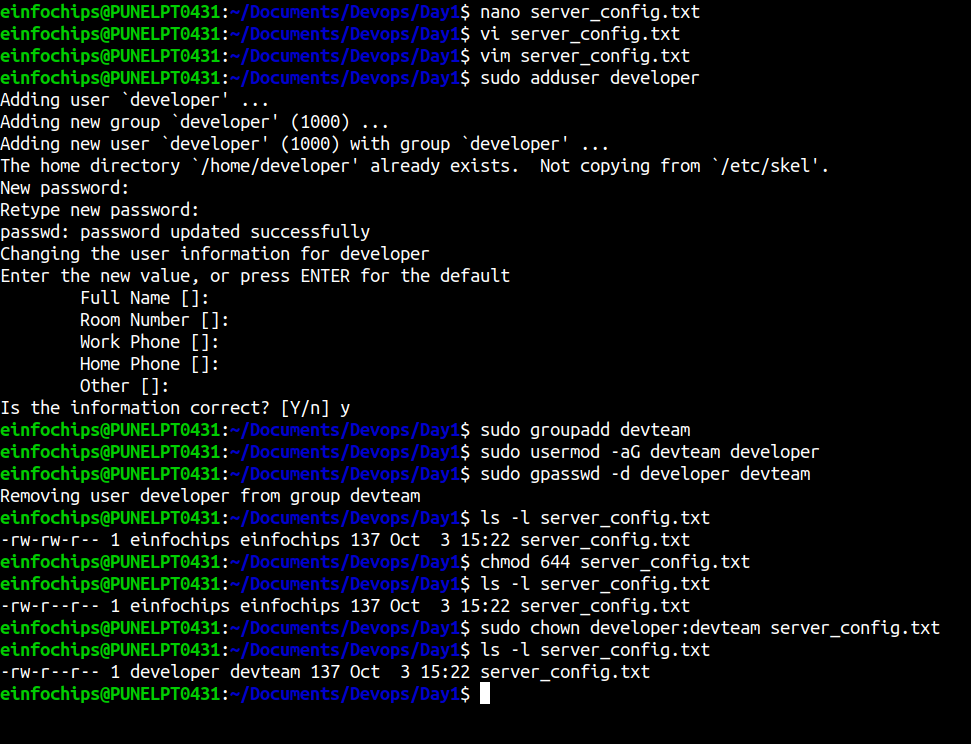 einfochips@PUNELPT0431:~/Documents/Devops/Day1$ nano server_config.txt
einfochips@PUNELPT0431:~/Documents/Devops/Day1$ vi server_config.txt
einfochips@PUNELPT0431:~/Documents/Devops/Day1$ vim server_config.txt
einfochips@PUNELPT0431:~/Documents/Devops/Day1$ sudo adduser developer
Adding user `developer' ...
Adding new group `developer' (1000) ...
Adding new user `developer' (1000) with group `developer' ...
The home directory `/home/developer' already exists.  Not copying from `/etc/skel'.
New password:
Retype new password:
passwd: password updated successfully
Changing the user information for developer
Enter the new value, or press ENTER for the default
        Full Name []:
        Room Number []:
        Work Phone []:
        Home Phone []:
        Other []:
Is the information correct? [Y/n] y
einfochips@PUNELPT0431:~/Documents/Devops/Day1$ sudo groupadd devteam
einfochips@PUNELPT0431:~/Documents/Devops/Day1$ sudo usermod -aG devteam developer
einfochips@PUNELPT0431:~/Documents/Devops/Day1$ sudo gpasswd -d developer devteam
Removing user developer from group devteam
einfochips@PUNELPT0431:~/Documents/Devops/Day1$ ls -l server_config.txt
-rw-rw-r-- 1 einfochips einfochips 137 Oct  3 15:22 server_config.txt
einfochips@PUNELPT0431:~/Documents/Devops/Day1$ chmod 644 server_config.txt
einfochips@PUNELPT0431:~/Documents/Devops/Day1$ ls -l server_config.txt
-rw-r--r-- 1 einfochips einfochips 137 Oct  3 15:22 server_config.txt
einfochips@PUNELPT0431:~/Documents/Devops/Day1$ sudo chown developer:devteam server_config.txt
einfochips@PUNELPT0431:~/Documents/Devops/Day1$ ls -l server_config.txt
-rw-r--r-- 1 developer devteam 137 Oct  3 15:22 server_config.txt
einfochips@PUNELPT0431:~/Documents/Devops/Day1$